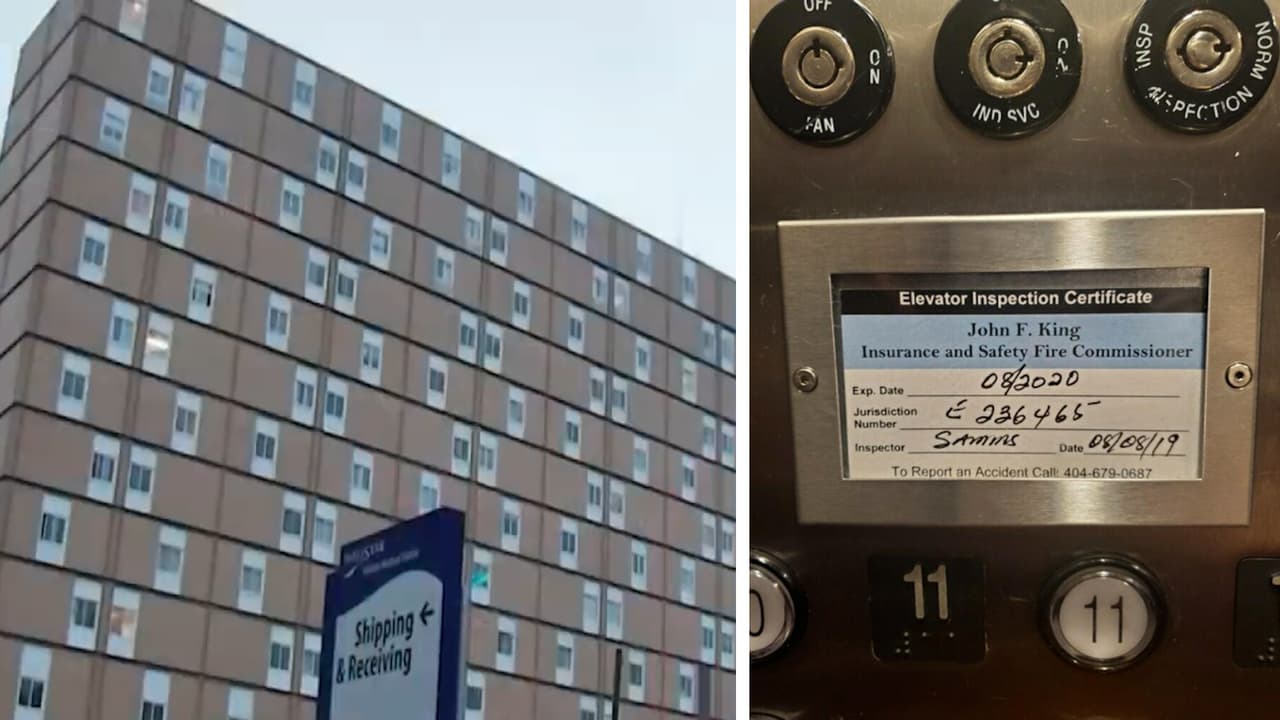 Shipping ←
& Receiving
OFF
ON
FAN
IND SVC
INSP
NORM
Elevator Inspection Certificate
John F. King
Insurance and Safety Fire Commissioner
Exp. Date 08/2020
Jurisdiction
Number E 236465
Inspector Date 08/08/19
To Report an Accident Call: 404-679-0687
11
11